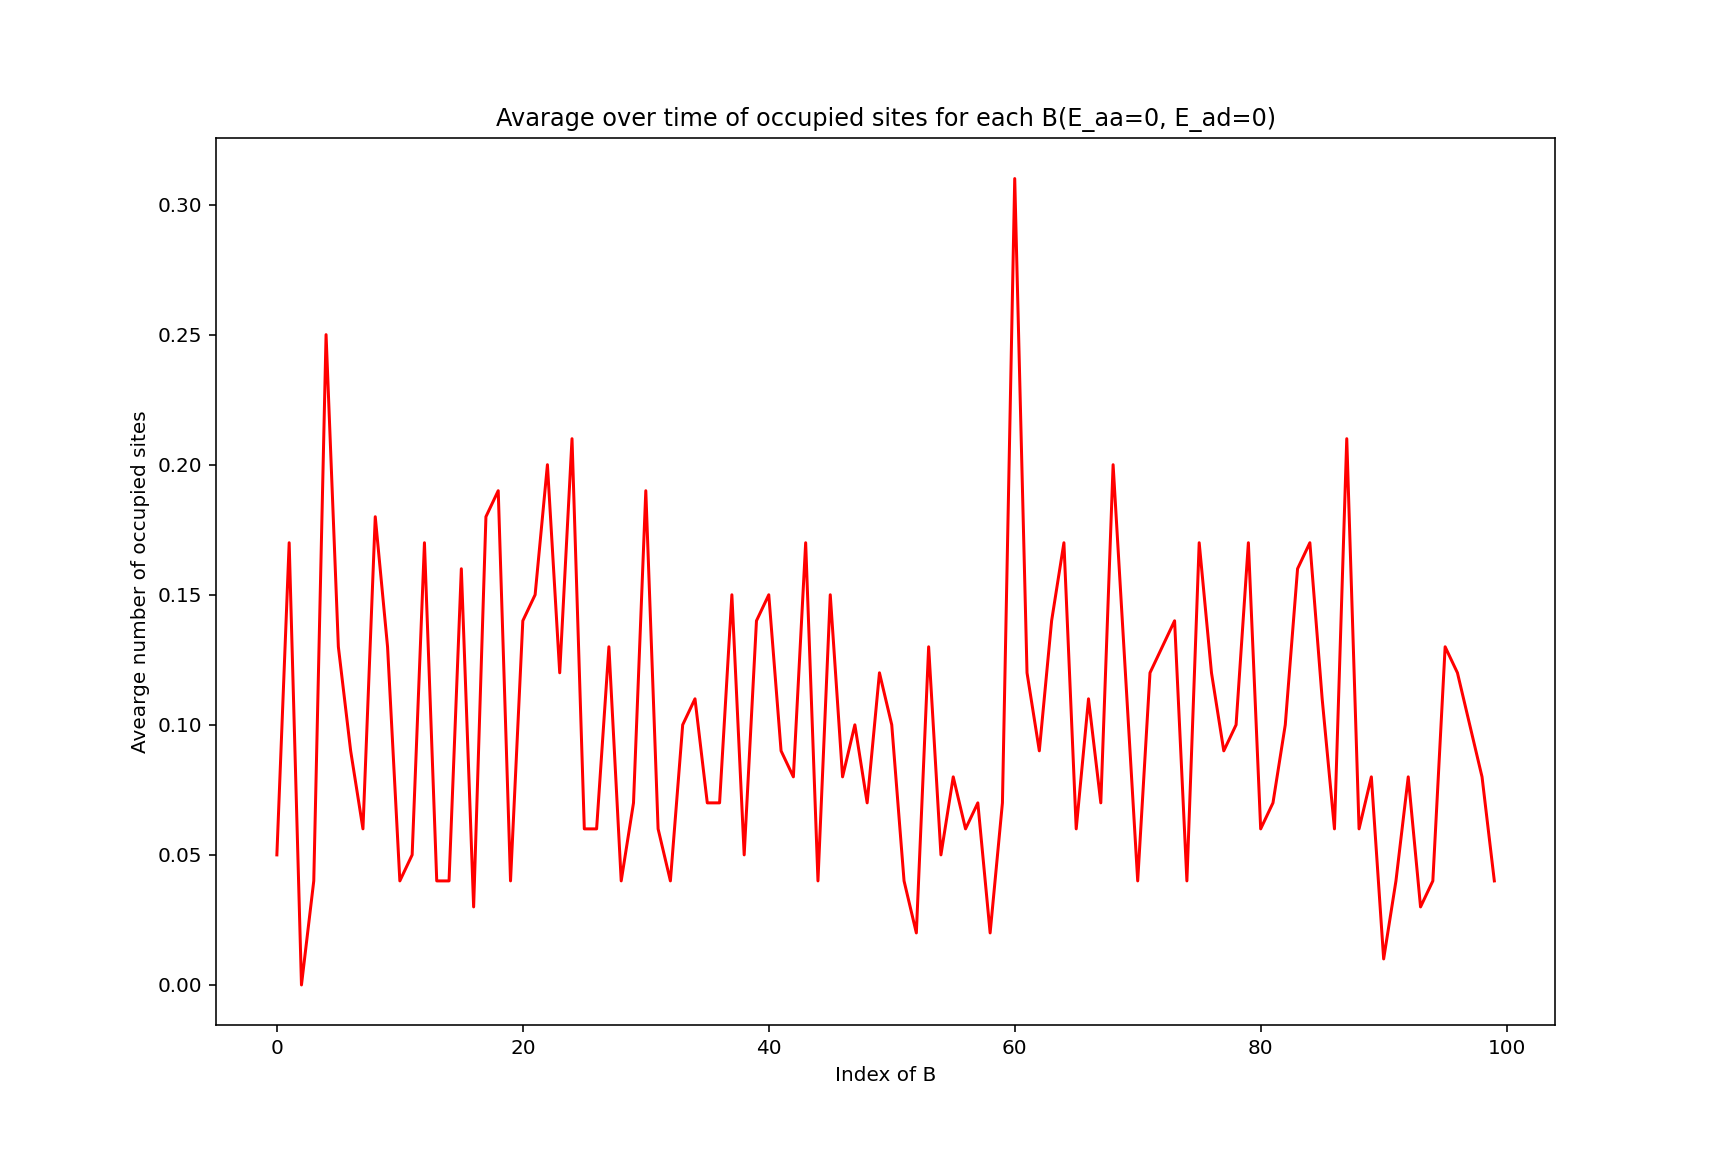 Avarage over time of occupied sites for each B(E_aa=0, E_ad=0)
Avearge number of occupied sites
0.30
0.25
0.20
0.15
0.10
0.05
0.00
0 20 40 60 80 100
Index of B